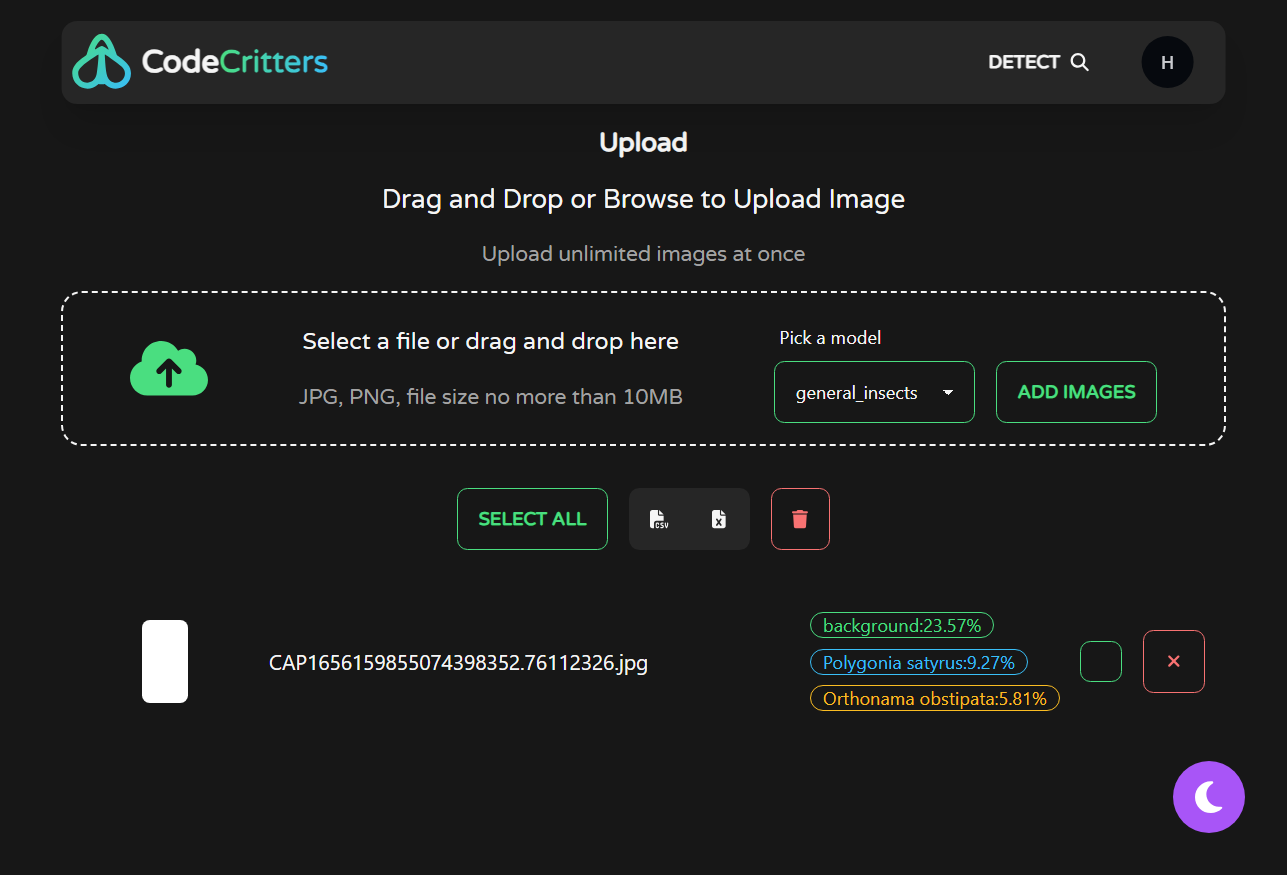 CodeCritters
DETECT
H
Upload
Drag and Drop or Browse to Upload Image
Upload unlimited images at once
Select a file or drag and drop here
JPG, PNG, file size no more than 10MB
Pick a model
general_insects
ADD IMAGES
SELECT ALL
CSV
X
CAP1656159855074398352.76112326.jpg
background:23.57%
Polygonia satyrus:9.27%
Orthonama obstipata:5.81%